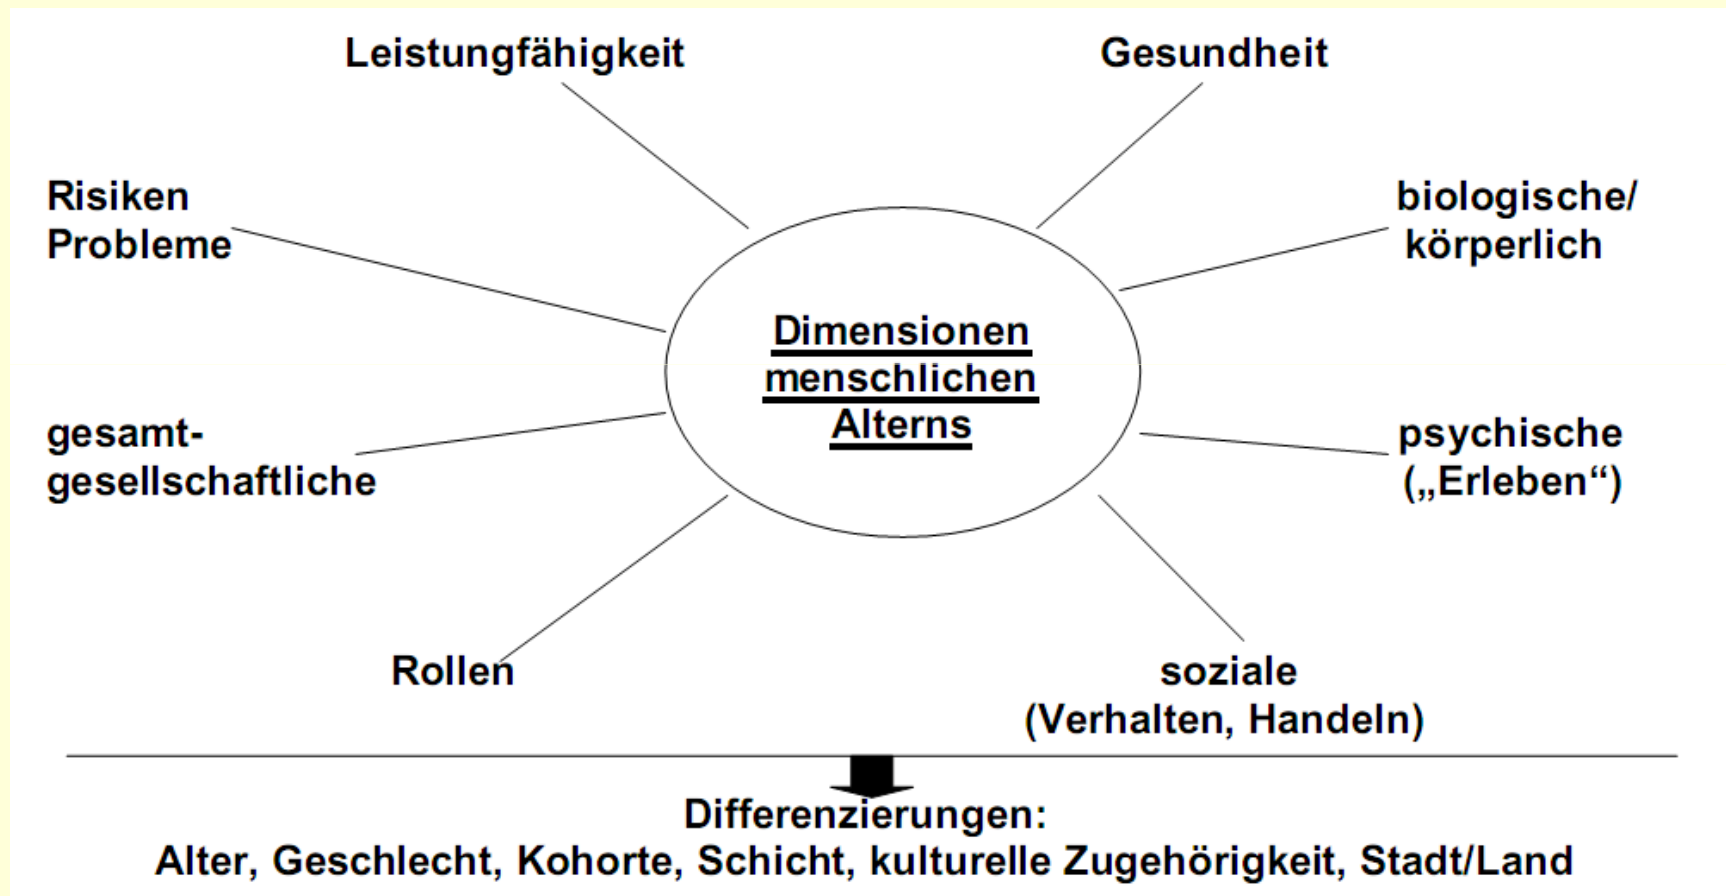 Leistungfähigkeit
Gesundheit
Risiken
Probleme
biologische/
körperlich
Dimensionen
menschlichen
Alterns
gesamt-
gesellschaftliche
psychische
(„Erleben“)
Rollen
soziale
(Verhalten, Handeln)
Differenzierungen:
Alter, Geschlecht, Kohorte, Schicht, kulturelle Zugehörigkeit, Stadt/Land